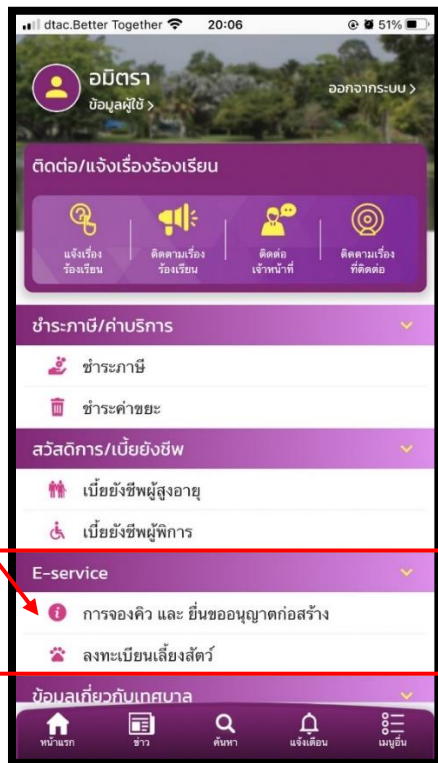 dtac.Better Together 20:06 51%
อมิตรา
ข้อมูลผู้ใช้ >
ออกจากระบบ >
ติดต่อ/แจ้งเรื่องร้องเรียน
แจ้งเรื่อง
ร้องเรียน
ติดตามเรื่อง
ร้องเรียน
ติดต่อ
เจ้าหน้าที่
ติดตามเรื่อง
ที่ติดต่อ
ชำระภาษี/ค่าบริการ
ชำระภาษี
ชำระค่าขยะ
สวัสดิการ/เบี้ยยังชีพ
เบี้ยยังชีพผู้สูงอายุ
เบี้ยยังชีพผู้พิการ
E-service
การจองคิว และ ยื่นขออนุญาตก่อสร้าง
ลงทะเบียนเลี้ยงสัตว์
ข้อมูลเกี่ยวกับเทศบาล
หน้าแรก ข่าว ค้นหา แจ้งเตือน เมนูอื่น